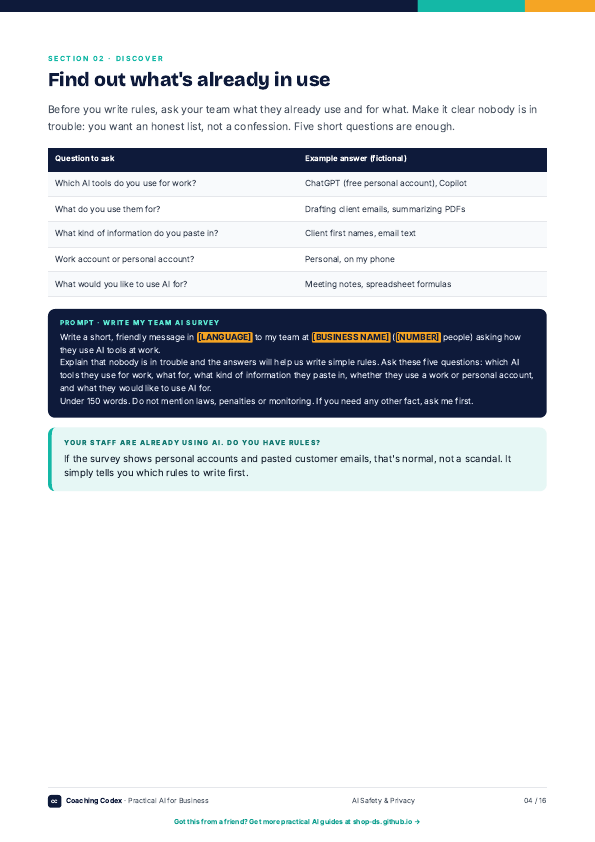 SECTION 02 · DISCOVER
Find out what's already in use
Before you write rules, ask your team what they already use and for what. Make it clear nobody is in
trouble: you want an honest list, not a confession. Five short questions are enough.
Question to ask Example answer (fictional)
Which AI tools do you use for work? ChatGPT (free personal account), Copilot
What do you use them for? Drafting client emails, summarizing PDFs
What kind of information do you paste in? Client first names, email text
Work account or personal account? Personal, on my phone
What would you like to use AI for? Meeting notes, spreadsheet formulas
PROMPT · WRITE MY TEAM AI SURVEY
Write a short, friendly message in [LANGUAGE] to my team at [BUSINESS NAME] ([NUMBER] people) asking how
they use AI tools at work.
Explain that nobody is in trouble and the answers will help us write simple rules. Ask these five questions: which AI
tools they use for work, what for, what kind of information they paste in, whether they use a work or personal account,
and what they would like to use AI for.
Under 150 words. Do not mention laws, penalties or monitoring. If you need any other fact, ask me first.
YOUR STAFF ARE ALREADY USING AI. DO YOU HAVE RULES?
If the survey shows personal accounts and pasted customer emails, that's normal, not a scandal. It
simply tells you which rules to write first.
cc Coaching Codex · Practical AI for Business AI Safety & Privacy 04 / 16
Got this from a friend? Get more practical AI guides at shop-ds.github.io →